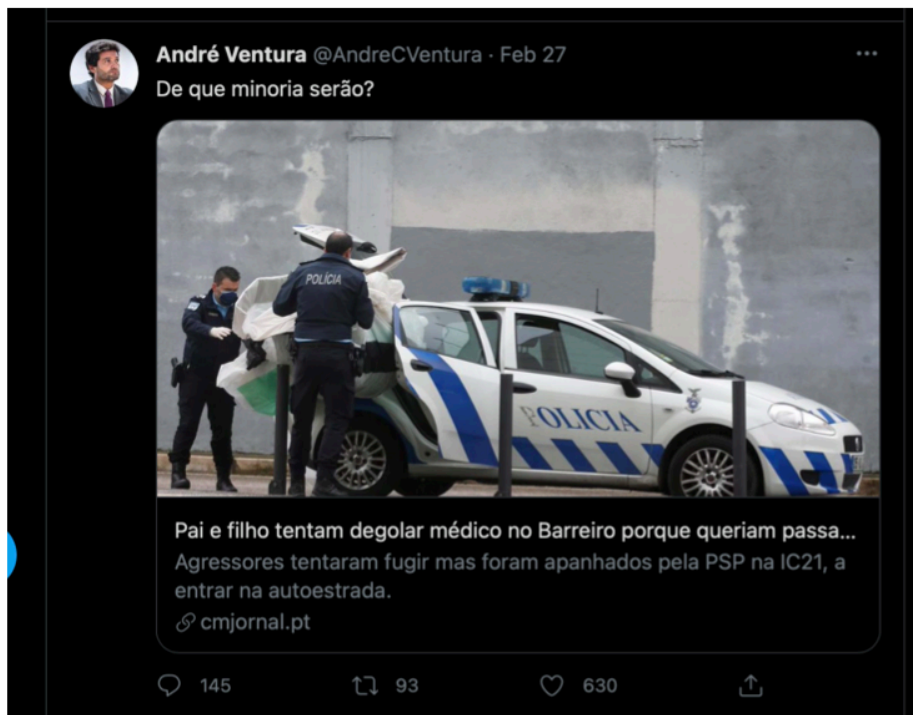 André Ventura @AndreCVentura · Feb 27
De que minoria serão?
POLÍCIA
POLICIA
Pai e filho tentam degolar médico no Barreiro porque queriam passa...
Agressores tentaram fugir mas foram apanhados pela PSP na IC21, a
entrar na autoestrada.
cmjornal.pt
145 93 630